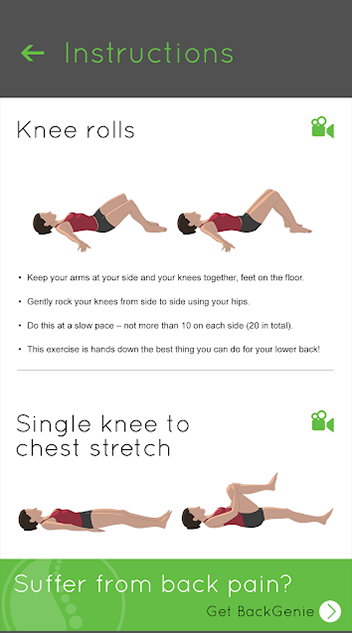 Instructions
Knee rolls
• Keep your arms at your side and your knees together, feet on the floor.
• Gently rock your knees from side to side using your hips.
• Do this at a slow pace – not more than 10 on each side (20 in total).
• This exercise is hands down the best thing you can do for your lower back!
Single knee to
chest stretch
Suffer from back pain?
Get BackGenie